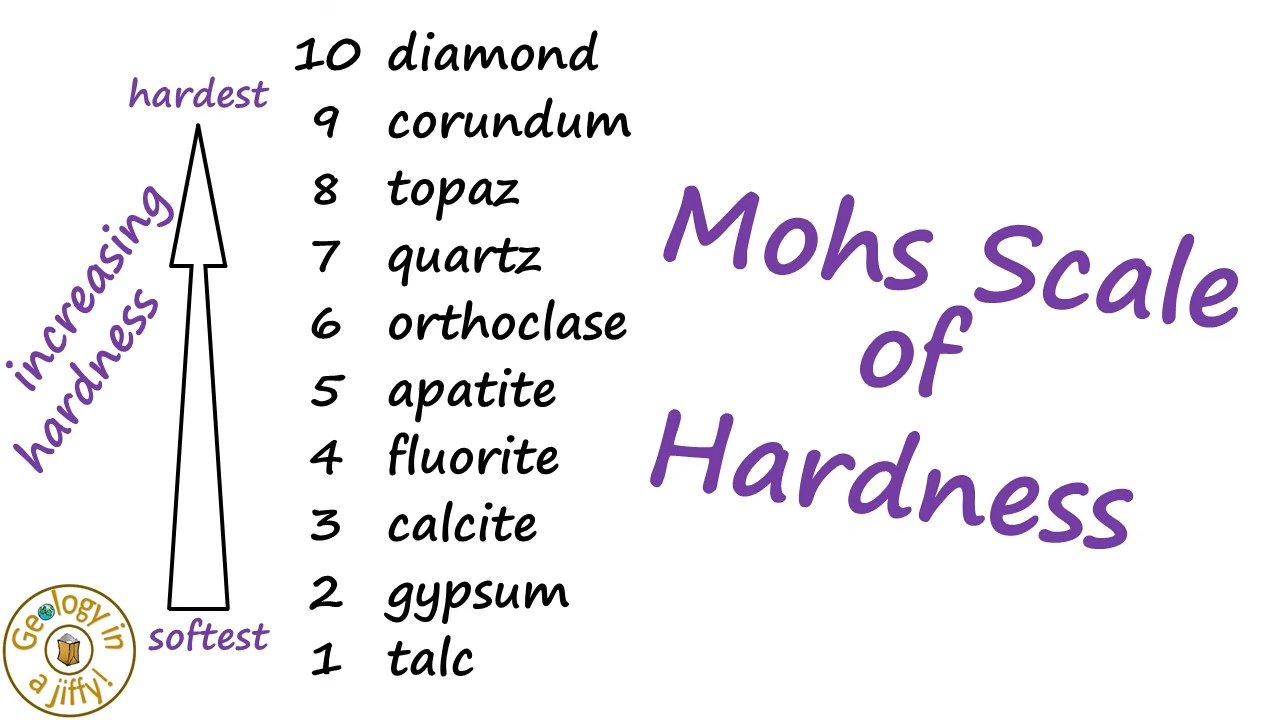 hardest
increasing
hardness
softest
10 diamond
9 corundum
8 topaz
7 quartz
6 orthoclase
5 apatite
4 fluorite
3 calcite
2 gypsum
1 talc
Mohs Scale
of
Hardness
Geology in
a jiffy!